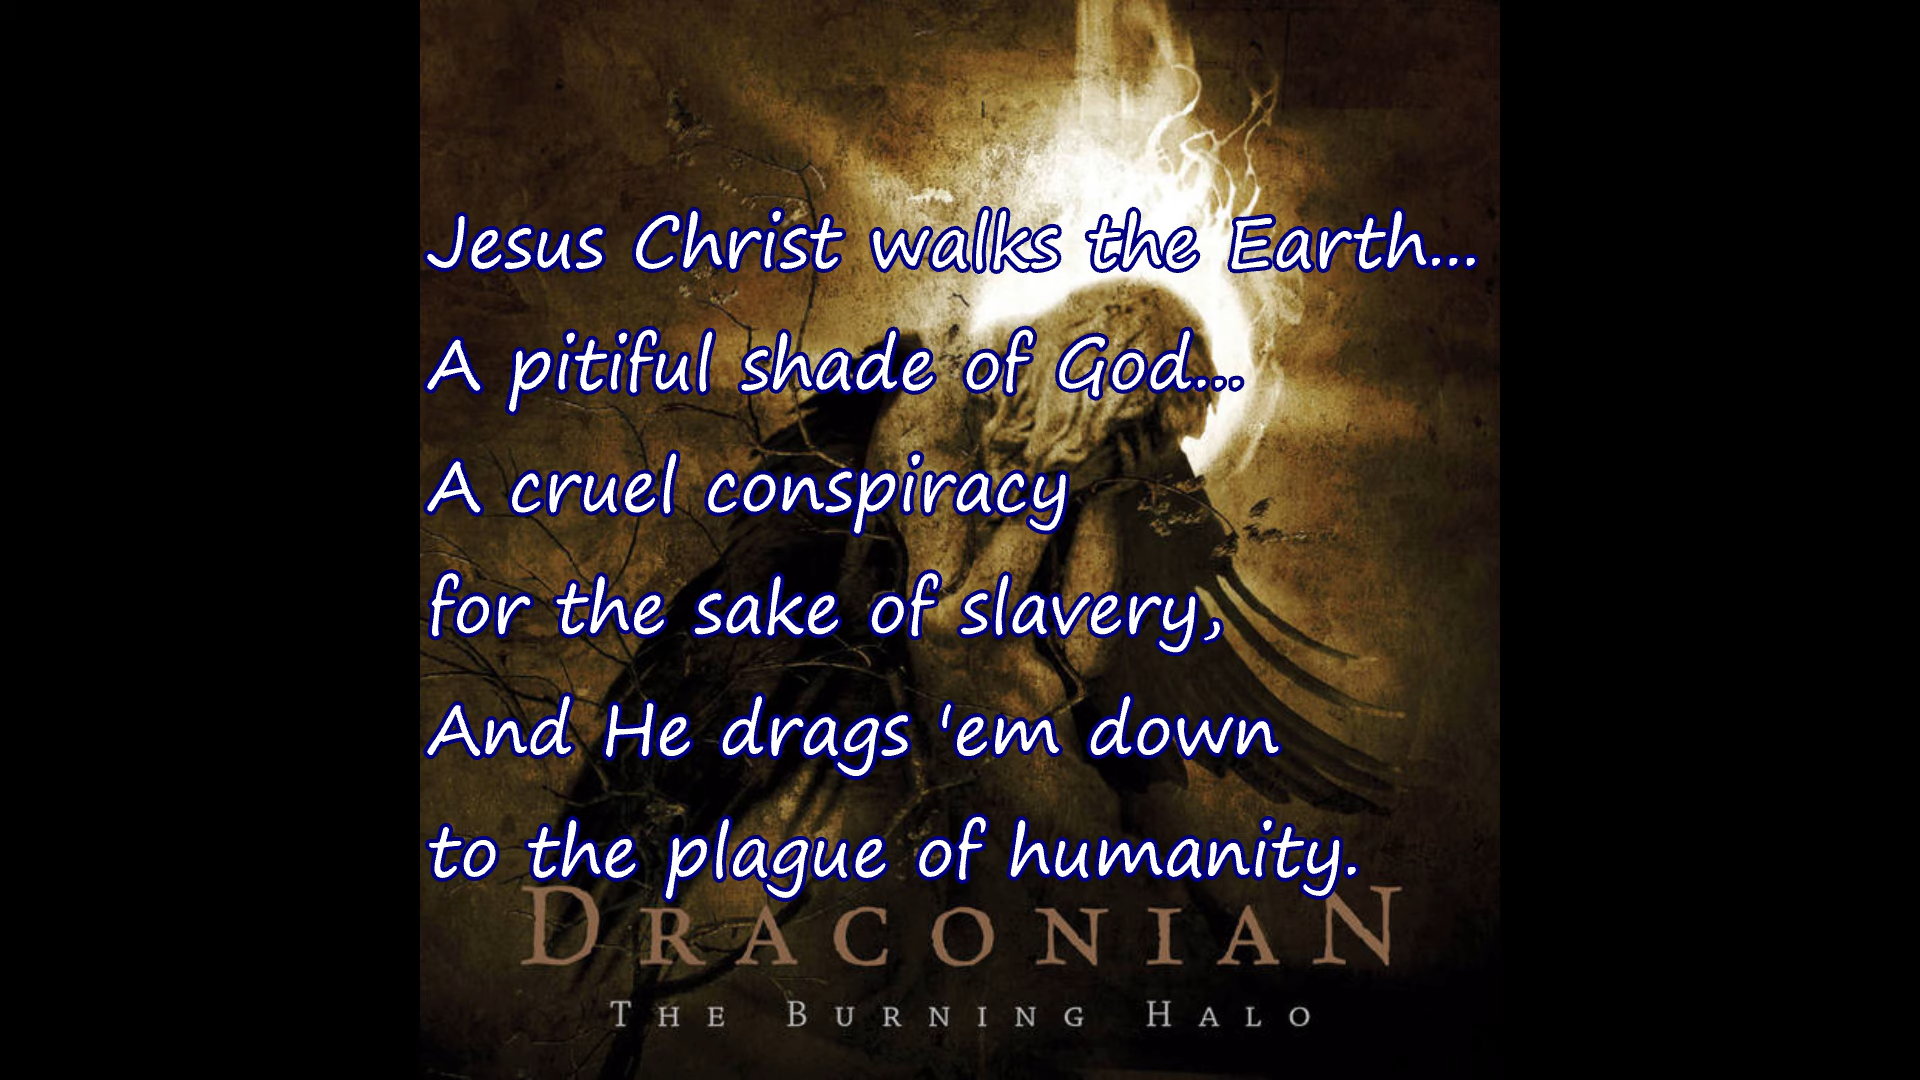 Jesus Christ walks the Earth...
A pitiful shade of God...
A cruel conspiracy
for the sake of slavery,
And He drags 'em down
to the plague of humanity.
DRACONIAN
THE BURNING HALO